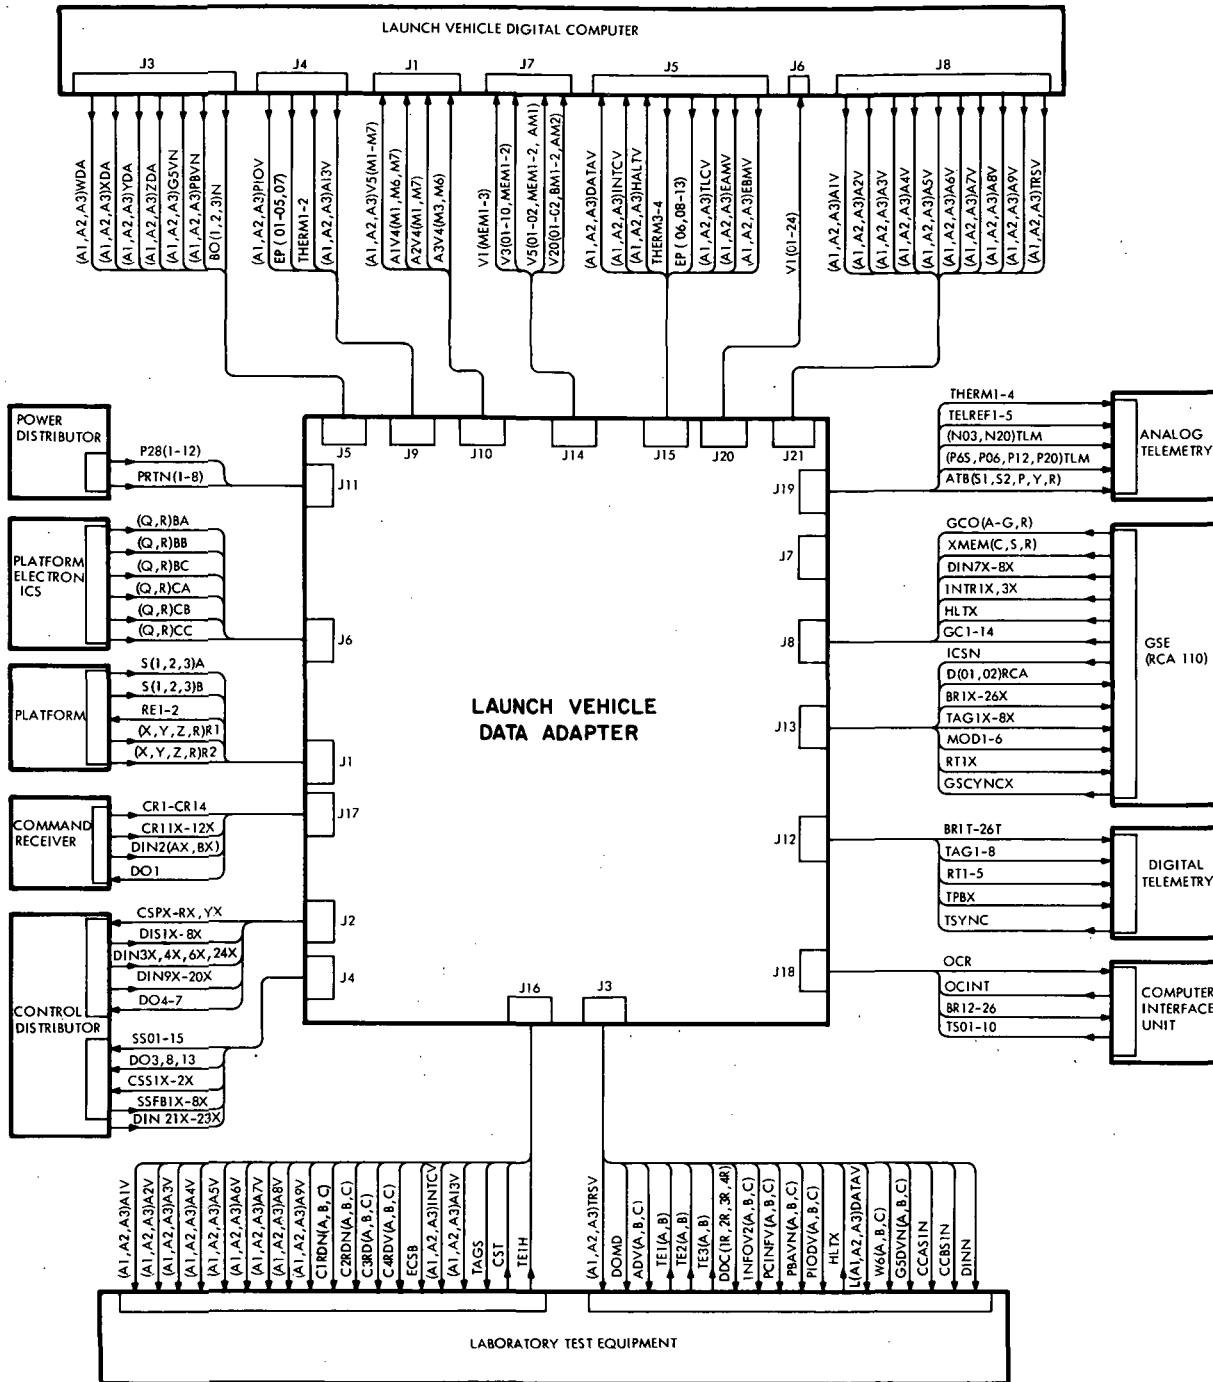 LAUNCH VEHICLE DIGITAL COMPUTER
J3
J4
J1
J7
J5
J6
J8
(A1,A2,A3)WDA
(A1,A2,A3)XDA
(A1,A2,A3)YDA
(A1,A2,A3)ZDA
(A1,A2,A3)G5VN
(A1,A2,A3)PBVN
BO(1,2,3)N
(A1,A2,A3)PIOV
EP(01-05,07)
THERM1-2
(A1,A2,A3)A13V
(A1,A2,A3)V5(M1-M7)
A1V4(M1,M6,M7)
A2V4(M1,M7)
A3V4(M3,M6)
V1(MEM1-3)
V3(01-10,MEM1-2)
V5(01-02,MEM1-2,AM1)
V20(01-02,BM1-2,AM2)
(A1,A2,A3)DATAV
(A1,A2,A3)INTCV
(A1,A2,A3)HALTV
THERM3-4
EP(06,08-13)
(A1,A2,A3)TLCV
(A1,A2,A3)EAMV
(A1,A2,A3)EBMV
V1(01-24)
(A1,A2,A3)A1V
(A1,A2,A3)A2V
(A1,A2,A3)A3V
(A1,A2,A3)A4V
(A1,A2,A3)A5V
(A1,A2,A3)A6V
(A1,A2,A3)A7V
(A1,A2,A3)A8V
(A1,A2,A3)A9V
(A1,A2,A3)TRSV
J5
J9
J10
J14
J15
J20
J21
POWER
DISTRIBUTOR
P28(1-12)
PRTN(1-8)
J11
PLATFORM
ELECTRON
ICS
(Q,R)BA
(Q,R)BB
(Q,R)BC
(Q,R)CA
(Q,R)CB
(Q,R)CC
J6
PLATFORM
S(1,2,3)A
S(1,2,3)B
RE1-2
(X,Y,Z,R)R1
(X,Y,Z,R)R2
J1
COMMAND
RECEIVER
CR1-CR14
CR11X-12X
DIN2(AX,BX)
DO1
J17
CONTROL
DISTRIBUTOR
CSPX-RX,YX
DIS1X-8X
DIN3X,4X,6X,24X
DIN9X-20X
DO4-7
J2
SS01-15
DO3,8,13
CSS1X-2X
SSFB1X-8X
DIN 21X-23X
J4
LAUNCH VEHICLE
DATA ADAPTER
J19
THERM1-4
TELREF1-5
(N03,N20)TLM
(P6S,P06,P12,P20)TLM
ATB(S1,S2,P,Y,R)
ANALOG
TELEMETRY
J7
J8
GCO(A-G,R)
XMEM(C,S,R)
DIN7X-8X
INTR1X,3X
HLTX
GC1-14
ICSN
D(01,02)RCA
BR1X-26X
TAG1X-8X
MOD1-6
RT1X
GSCYNCX
GSE
(RCA 110)
J13
J12
BR1T-26T
TAG1-8
RT1-5
TPBX
TSYNC
DIGITAL
TELEMETRY
J18
OCR
OCINT
BR12-26
TS01-10
COMPUTER
INTERFACE
UNIT
J16
J3
(A1,A2,A3)A1V
(A1,A2,A3)A2V
(A1,A2,A3)A3V
(A1,A2,A3)A4V
(A1,A2,A3)A5V
(A1,A2,A3)A6V
(A1,A2,A3)A7V
(A1,A2,A3)A8V
(A1,A2,A3)A9V
C1RDN(A,B,C)
C2RDN(A,B,C)
C3RD(A,B,C)
C4RDV(A,B,C)
ECSB
(A1,A2,A3)INTCV
(A1,A2,A3)A13V
TAGS
CST
TE1H
(A1,A2,A3)TRSV
DOMD
ADV(A,B,C)
TE1(A,B)
TE2(A,B)
TE3(A,B)
DDC(1R,2R,3R,4R)
INFOV2(A,B,C)
PCINFV(A,B,C)
PBAVN(A,B,C)
PIODV(A,B,C)
HLTX
L(A1,A2,A3)DATAV
W6(A,B,C)
G5DVN(A,B,C)
CCAS1N
CCBS1N
DINN
LABORATORY TEST EQUIPMENT